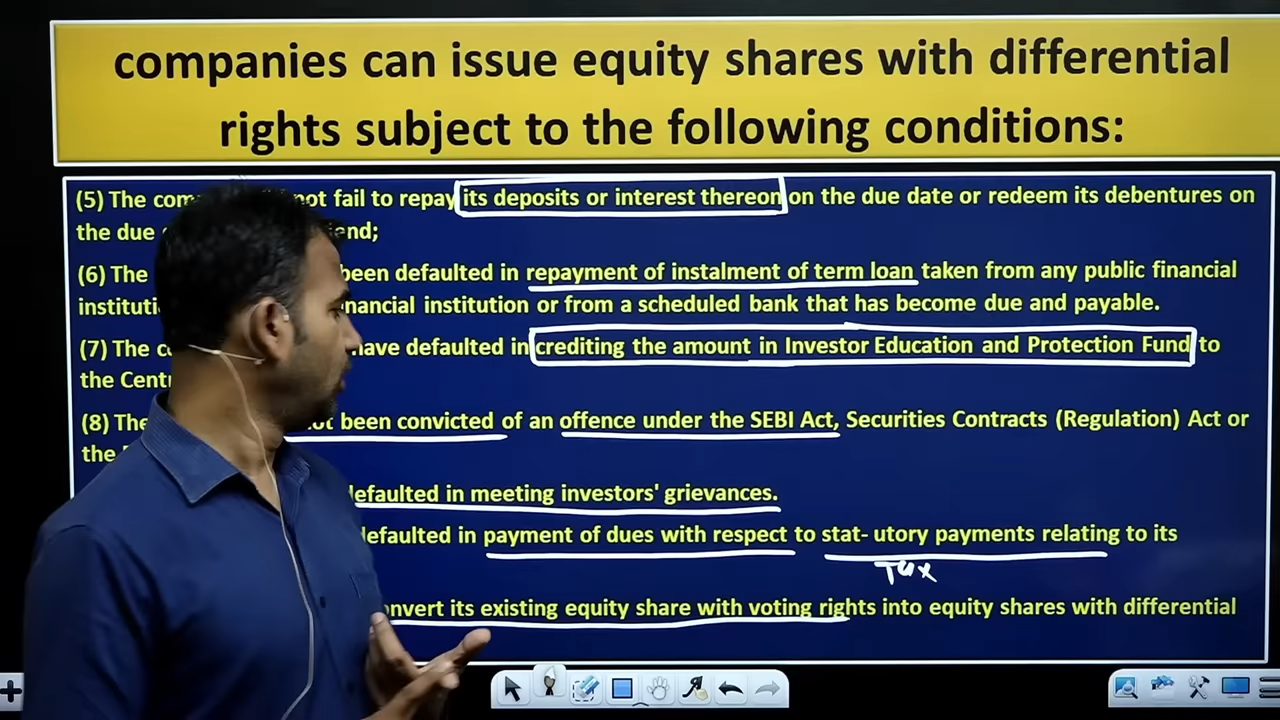 companies can issue equity shares with differential
rights subject to the following conditions:
(5) The not fail to repay its deposits or interest thereon on the due date or redeem its debentures on
the due
(6) The been defaulted in repayment of instalment of term loan taken from any public financial
financial institution or from a scheduled bank that has become due and payable.
(7) The have defaulted in crediting the amount in Investor Education and Protection Fund to
the
(8) The not been convicted of an offence under the SEBI Act, Securities Contracts (Regulation) Act or
the
defaulted in meeting investors' grievances.
defaulted in payment of dues with respect to stat- utory payments relating to its
Tax
convert its existing equity share with voting rights into equity shares with differential